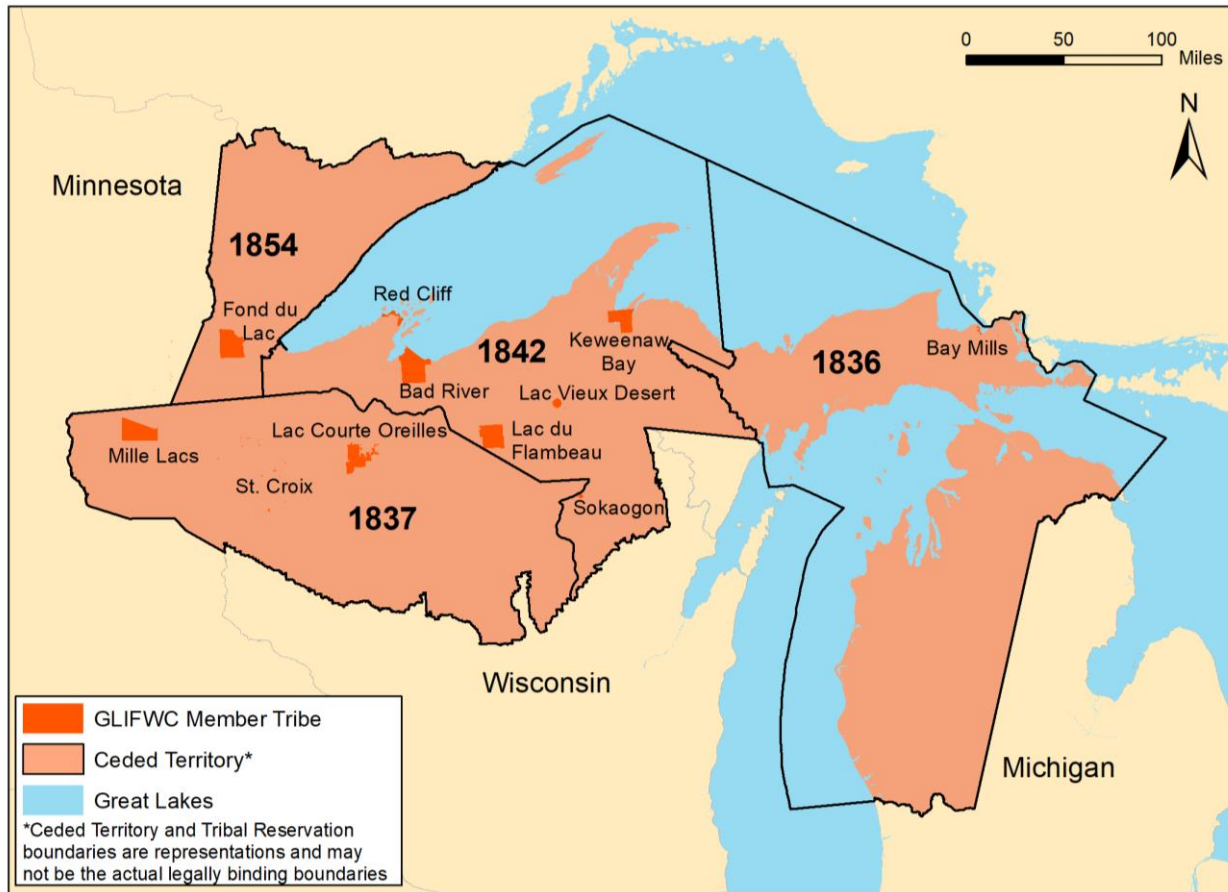 0 50 100
Miles
N
Minnesota
1854
Fond du
Lac
Red Cliff
1842
Keweenaw
Bay
1836
Bay Mills
Bad River
Lac Vieux Desert
Mille Lacs
Lac Courte Oreilles
Lac du
Flambeau
St. Croix
1837
Sokaogon
Wisconsin
Michigan
GLIFWC Member Tribe
Ceded Territory*
Great Lakes
*Ceded Territory and Tribal Reservation
boundaries are representations and may
not be the actual legally binding boundaries